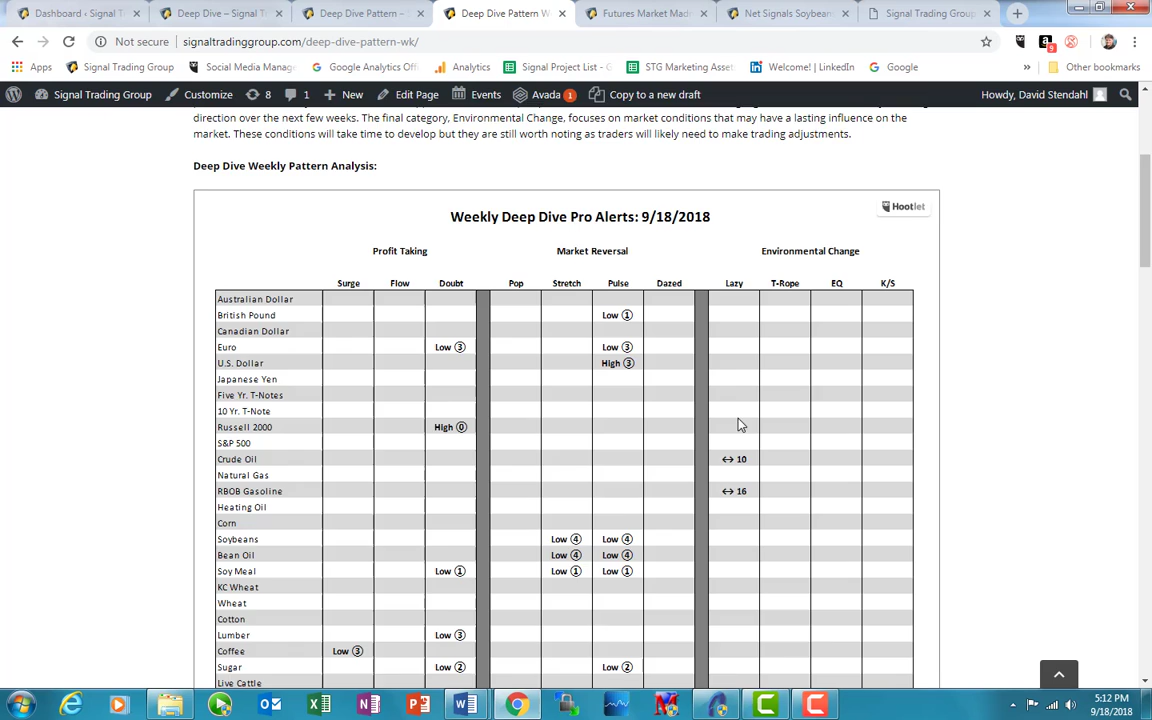 Dashboard ‹ Signal T
Deep Dive – Signal T
Deep Dive Pattern –
Deep Dive Pattern W
Futures Market Mad
Net Signals Soybean
Signal Trading Group
Not secure | signaltradinggroup.com/deep-dive-pattern-wk/
9
Apps
Signal Trading Group
Social Media Mana
Google Analytics Off
Analytics
Signal Project List - G
STG Marketing Asset
Welcome! | LinkedIn
Google
»
Other bookmarks
Signal Trading Group
Customize
8
1
New
Edit Page
Events
Avada 1
Copy to a new draft
Howdy, David Stendahl
direction over the next few weeks. The final category, Environmental Change, focuses on market conditions that may have a lasting influence on the
market. These conditions will take time to develop but they are still worth noting as traders will likely need to make trading adjustments.
Deep Dive Weekly Pattern Analysis:
Weekly Deep Dive Pro Alerts: 9/18/2018
Hootlet
Profit Taking Market Reversal Environmental Change
Surge Flow Doubt Pop Stretch Pulse Dazed Lazy T-Rope EQ K/S
Australian Dollar
British Pound Low ①
Canadian Dollar
Euro Low ③ Low ③
U.S. Dollar High ③
Japanese Yen
Five Yr. T-Notes
10 Yr. T-Note
Russell 2000 High ⓪
S&P 500
Crude Oil ↔ 10
Natural Gas
RBOB Gasoline ↔ 16
Heating Oil
Corn
Soybeans Low ④ Low ④
Bean Oil Low ④ Low ④
Soy Meal Low ① Low ① Low ①
KC Wheat
Wheat
Cotton
Lumber Low ③
Coffee Low ③
Sugar Low ② Low ②
Live Cattle
5:12 PM
9/18/2018